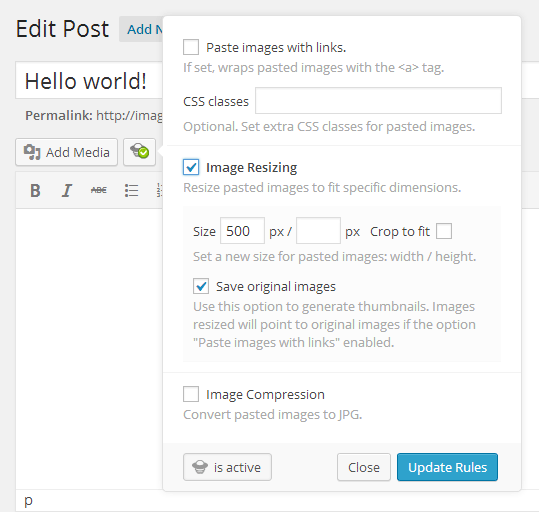 Edit Post
Add N
Hello world!
Permalink: http://imag
Add Media
B I ABC
Paste images with links.
If set, wraps pasted images with the <a> tag.
CSS classes
Optional. Set extra CSS classes for pasted images.
Image Resizing
Resize pasted images to fit specific dimensions.
Size 500 px / px Crop to fit
Set a new size for pasted images: width / height.
Save original images
Use this option to generate thumbnails. Images
resized will point to original images if the option
"Paste images with links" enabled.
Image Compression
Convert pasted images to JPG.
is active
Close
Update Rules
p